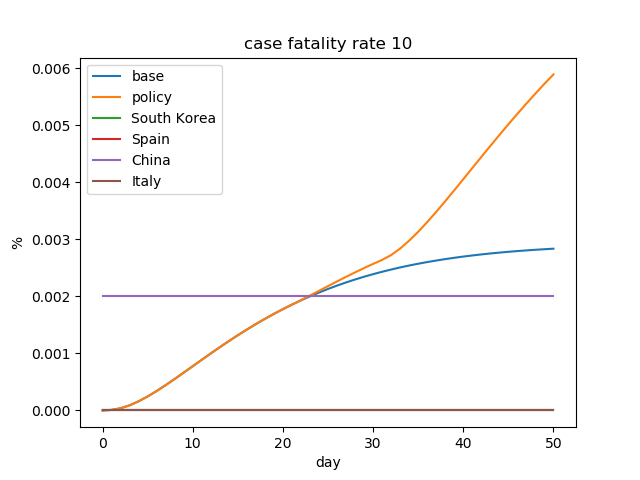 case fatality rate 10
0.006
0.005
0.004
0.003
0.002
0.001
0.000
%
base
policy
South Korea
Spain
China
Italy
0 10 20 30 40 50
day